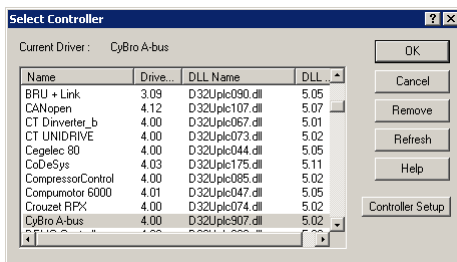 Select Controller
Current Driver : CyBro A-bus
OK
Name Drive... DLL Name DLL ...
BRU + Link 3.09 D32Uplc090.dll 5.05
Cancel
CANopen 4.12 D32Uplc107.dll 5.07
CT Dinverter_b 4.00 D32Uplc067.dll 5.01
Remove
CT UNIDRIVE 4.00 D32Uplc073.dll 5.02
Cegelec 80 4.00 D32Uplc044.dll 5.05
Refresh
CoDeSys 4.03 D32Uplc175.dll 5.11
CompressorControl 4.00 D32Uplc085.dll 5.02
Help
Compumotor 6000 4.01 D32Uplc047.dll 5.05
Crouzet RPX 4.00 D32Uplc074.dll 5.02
Controller Setup
CyBro A-bus 4.00 D32Uplc907.dll 5.02